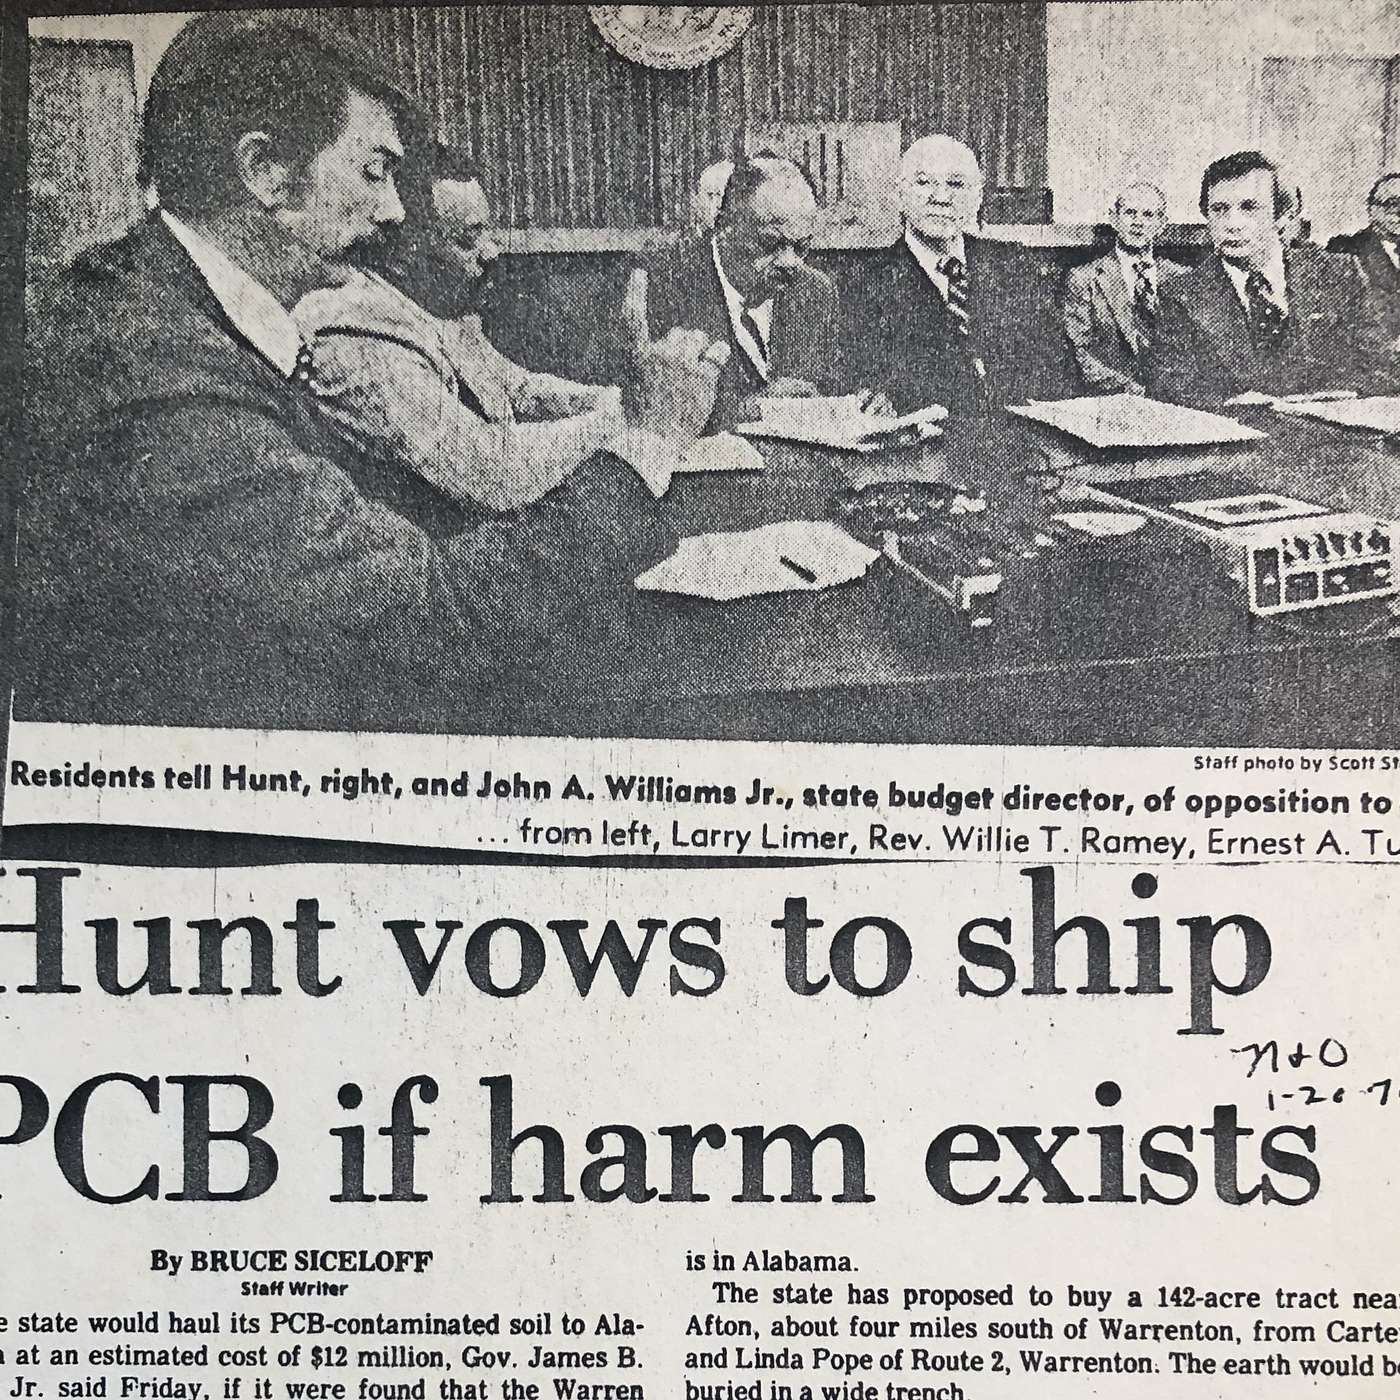 Staff photo by Scott
Residents tell Hunt, right, and John A. Williams Jr., state budget director, of opposition to
... from left, Larry Limer, Rev. Willie T. Ramey, Ernest A.
Hunt vows to ship
PCB if harm exists
N+O
By BRUCE SICELOFF
Staff Writer
state would haul its PCB-contaminated soil to Ala-
at an estimated cost of $12 million, Gov. James B.
Jr. said Friday, if it were found that the Warren
is in Alabama.
The state has proposed to buy a 142-acre tract
Afton, about four miles south of Warrenton, from
and Linda Pope of Route 2, Warrenton. The earth would
buried in a wide trench.